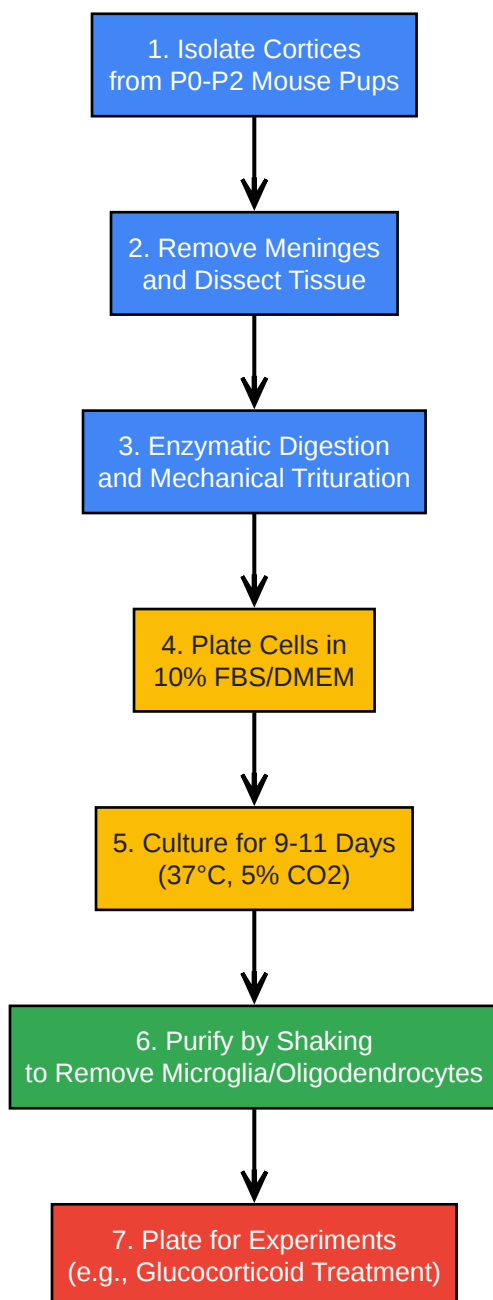 1. Isolate Cortices
from P0-P2 Mouse Pups
2. Remove Meninges
and Dissect Tissue
3. Enzymatic Digestion
and Mechanical Trituration
4. Plate Cells in
10% FBS/DMEM
5. Culture for 9-11 Days
(37°C, 5% CO2)
6. Purify by Shaking
to Remove Microglia/Oligodendrocytes
7. Plate for Experiments
(e.g., Glucocorticoid Treatment)